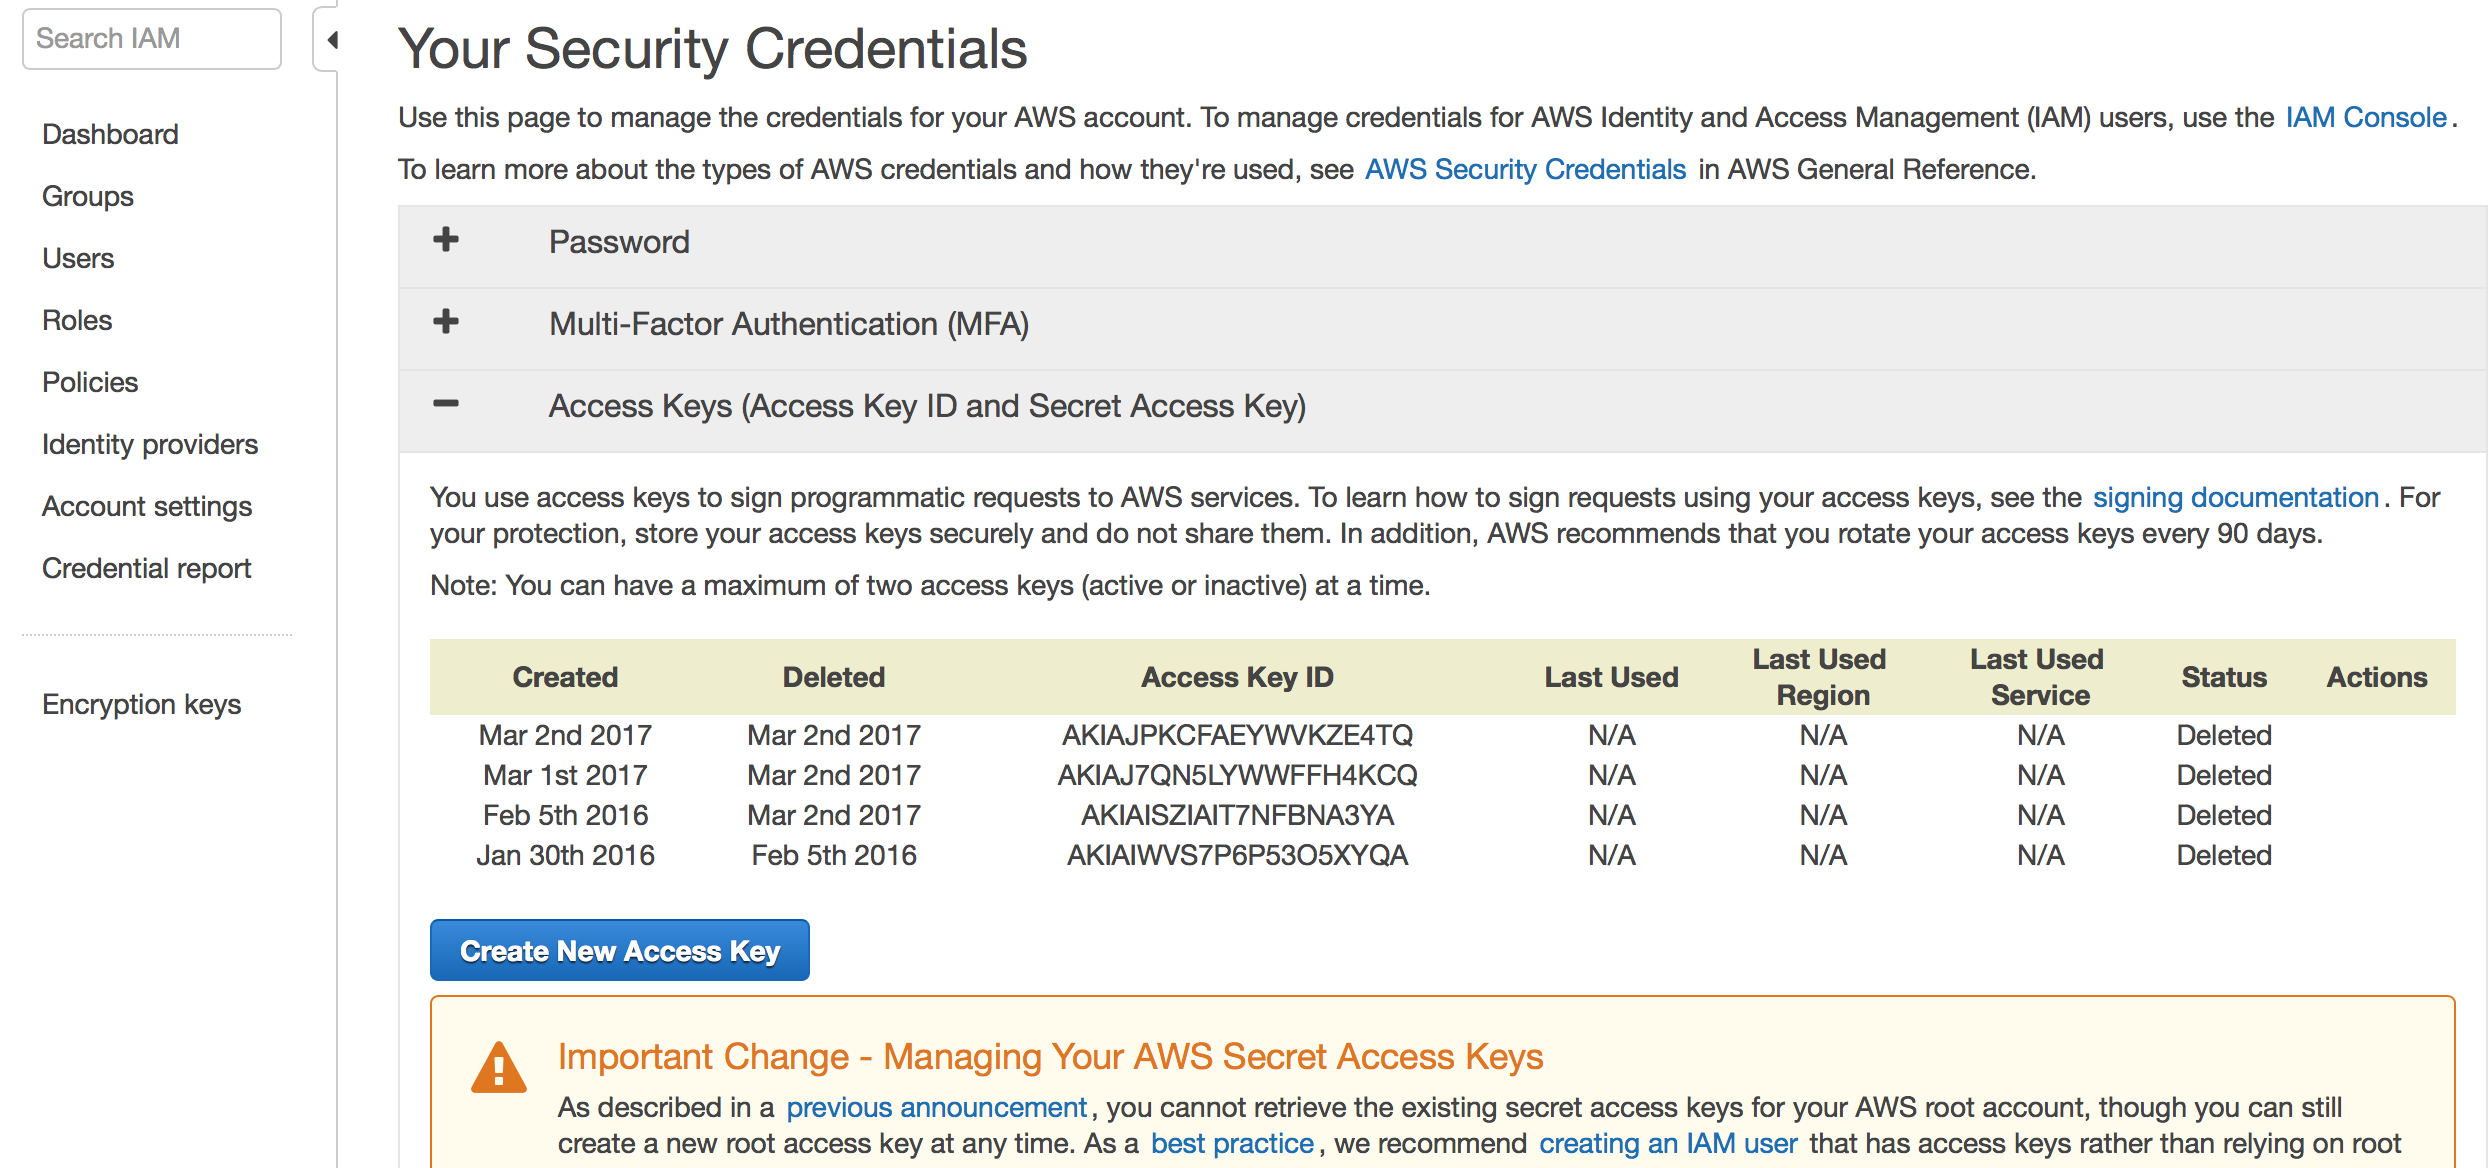 Search IAM
Dashboard
Groups
Users
Roles
Policies
Identity providers
Account settings
Credential report
Encryption keys
Your Security Credentials
Use this page to manage the credentials for your AWS account. To manage credentials for AWS Identity and Access Management (IAM) users, use the IAM Console.
To learn more about the types of AWS credentials and how they're used, see AWS Security Credentials in AWS General Reference.
Password
Multi-Factor Authentication (MFA)
Access Keys (Access Key ID and Secret Access Key)
You use access keys to sign programmatic requests to AWS services. To learn how to sign requests using your access keys, see the signing documentation. For
your protection, store your access keys securely and do not share them. In addition, AWS recommends that you rotate your access keys every 90 days.
Note: You can have a maximum of two access keys (active or inactive) at a time.
Created Deleted Access Key ID Last Used Last Used Region Last Used Service Status Actions
Mar 2nd 2017 Mar 2nd 2017 AKIAJPKCFAEYWVKZE4TQ N/A N/A N/A Deleted
Mar 1st 2017 Mar 2nd 2017 AKIAJ7QN5LYWWFFH4KCQ N/A N/A N/A Deleted
Feb 5th 2016 Mar 2nd 2017 AKIAISZIAIT7NFBNA3YA N/A N/A N/A Deleted
Jan 30th 2016 Feb 5th 2016 AKIAIWVS7P6P53O5XYQA N/A N/A N/A Deleted
Create New Access Key
Important Change - Managing Your AWS Secret Access Keys
As described in a previous announcement, you cannot retrieve the existing secret access keys for your AWS root account, though you can still
create a new root access key at any time. As a best practice, we recommend creating an IAM user that has access keys rather than relying on root